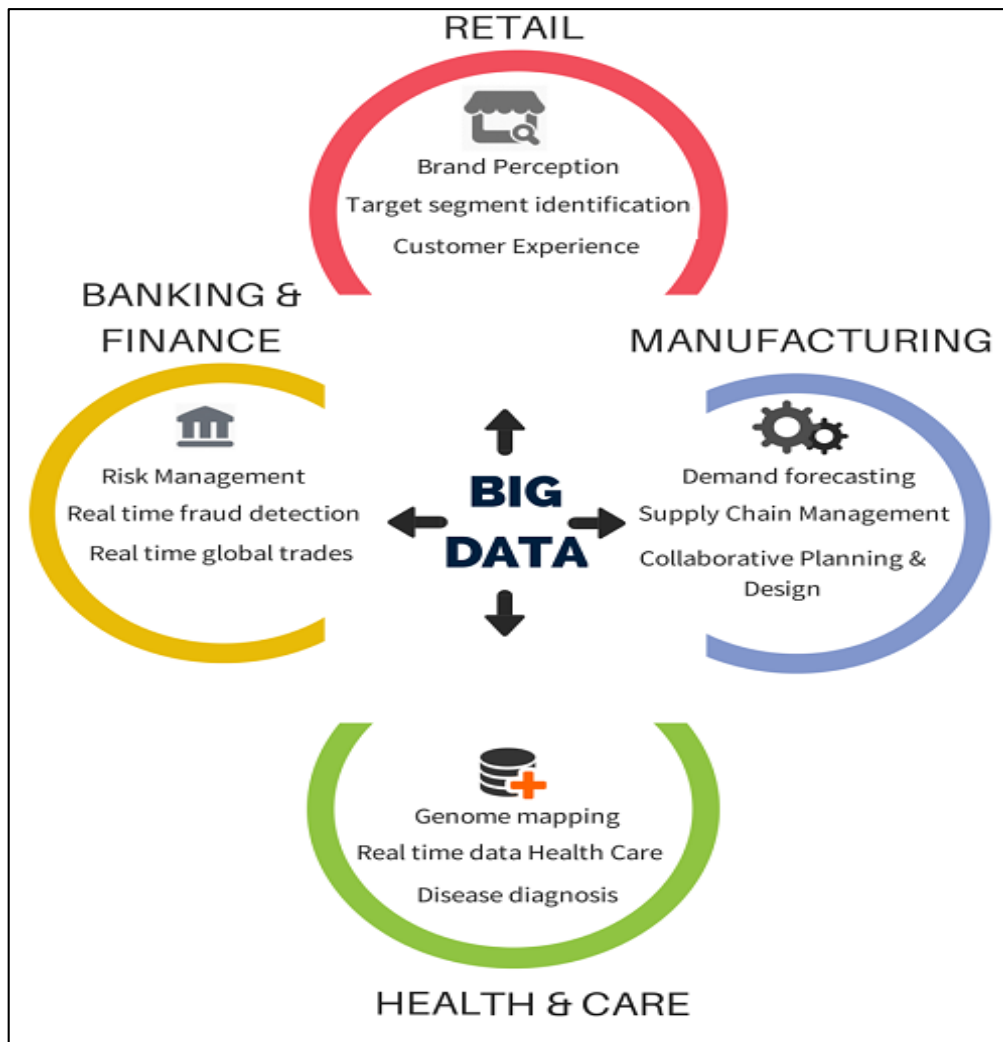 RETAIL
Brand Perception
Target segment identification
Customer Experience
BANKING &
FINANCE
Risk Management
Real time fraud detection
Real time global trades
BIG
DATA
MANUFACTURING
Demand forecasting
Supply Chain Management
Collaborative Planning &
Design
Genome mapping
Real time data Health Care
Disease diagnosis
HEALTH & CARE